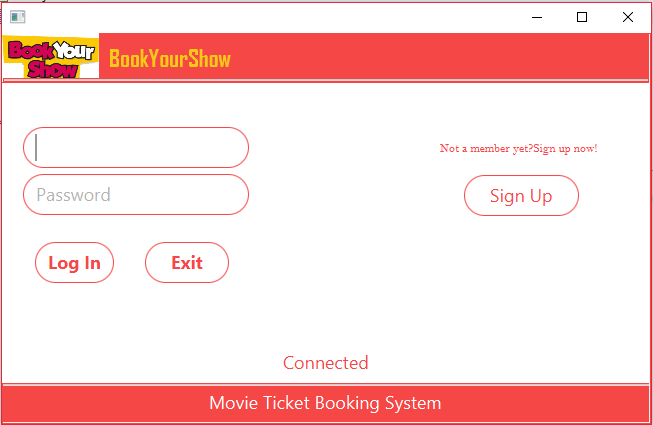 Book Your
Show
BookYourShow
Not a member yet?Sign up now!
Password
Sign Up
Log In
Exit
Connected
Movie Ticket Booking System